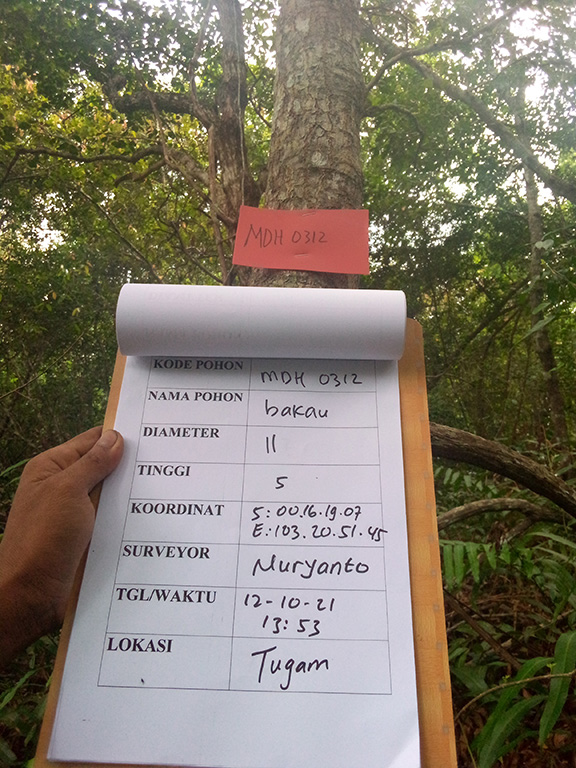 MDH 0312
KODE POHON MDH 0312
NAMA POHON bakau
DIAMETER 11
TINGGI 5
KOORDINAT S: 00.16.19.07
E: 103.20.51.45
SURVEYOR Nuryanto
TGL/WAKTU 12-10-21
13:53
LOKASI Tugam